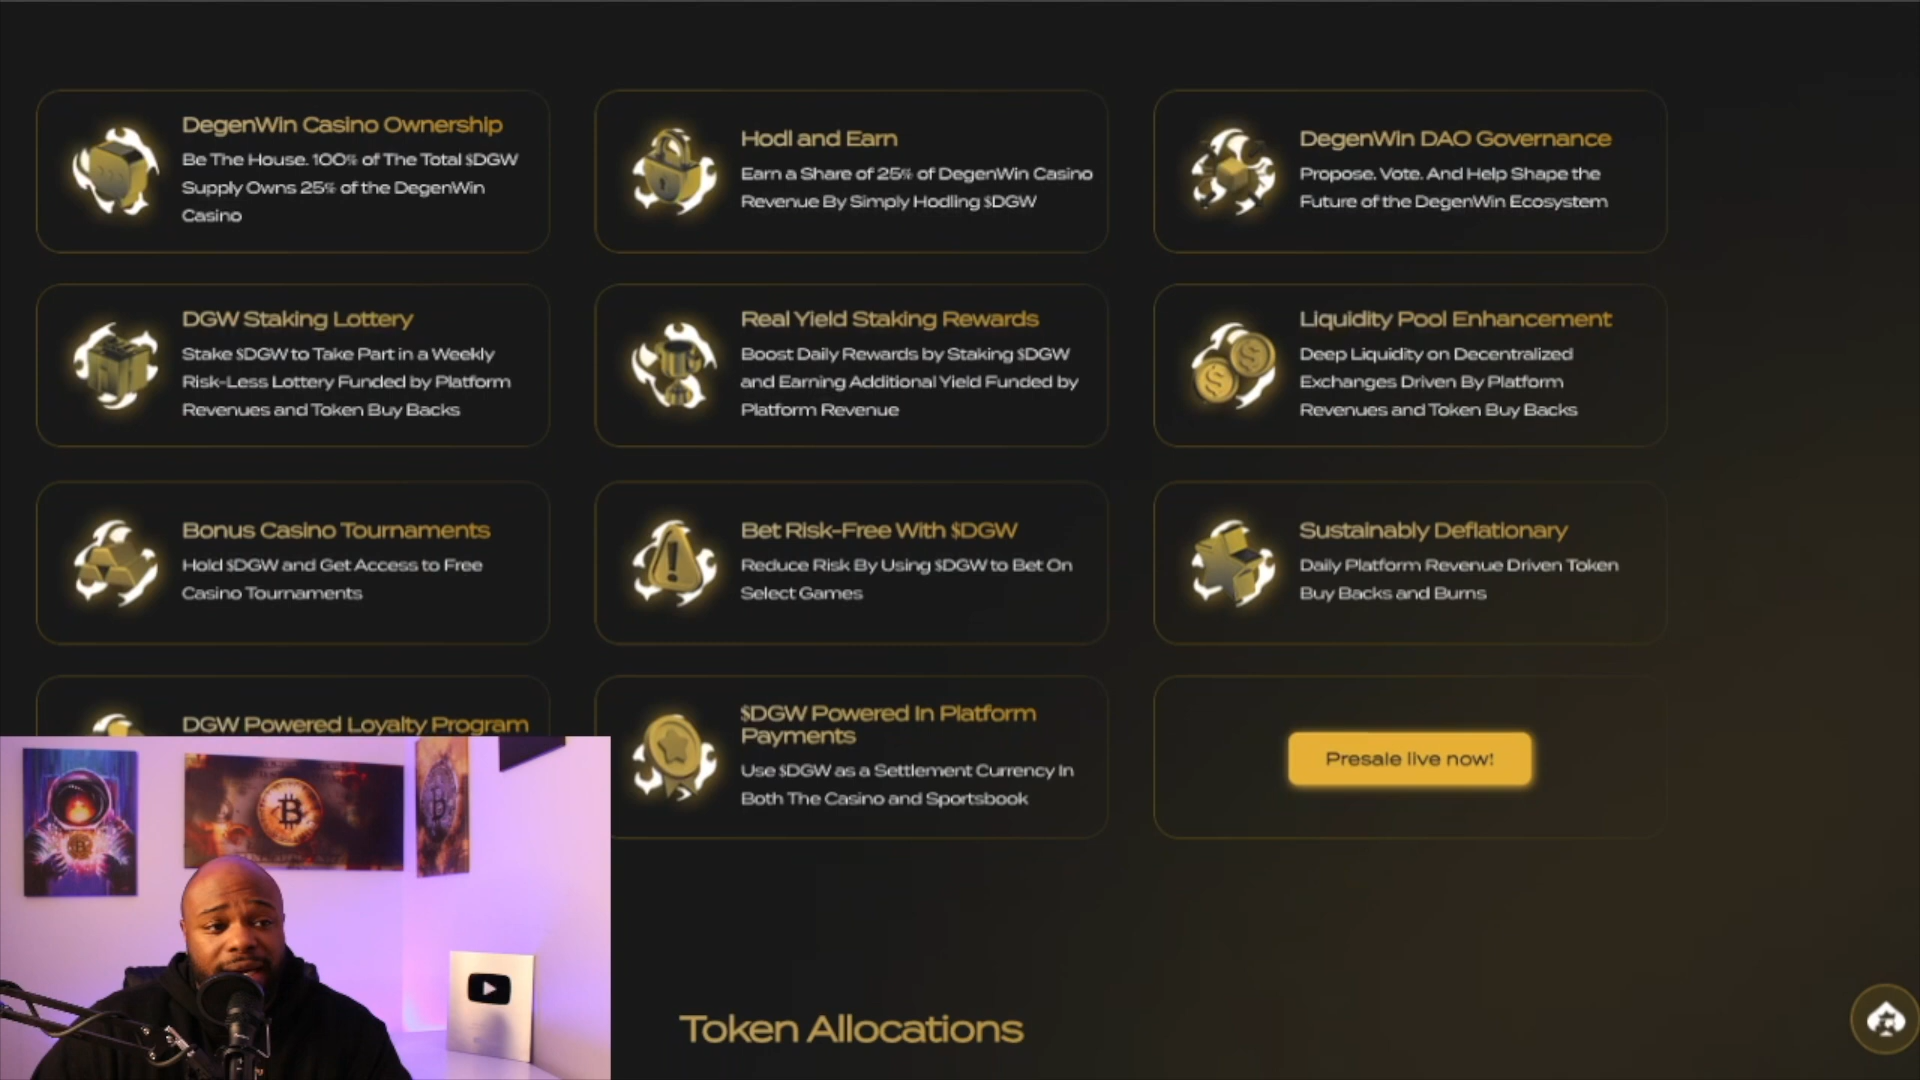 DegenWin Casino Ownership
Be The House. 100% of The Total $DGW
Supply Owns 25% of the DegenWin
Casino
Hodl and Earn
Earn a Share of 25% of DegenWin Casino
Revenue By Simply Hodling $DGW
DegenWin DAO Governance
Propose. Vote. And Help Shape the
Future of the DegenWin Ecosystem
DGW Staking Lottery
Stake $DGW to Take Part in a Weekly
Risk-Less Lottery Funded by Platform
Revenues and Token Buy Backs
Real Yield Staking Rewards
Boost Daily Rewards by Staking $DGW
and Earning Additional Yield Funded by
Platform Revenue
Liquidity Pool Enhancement
Deep Liquidity on Decentralized
Exchanges Driven By Platform
Revenues and Token Buy Backs
Bonus Casino Tournaments
Hold $DGW and Get Access to Free
Casino Tournaments
Bet Risk-Free With $DGW
Reduce Risk By Using $DGW to Bet On
Select Games
Sustainably Deflationary
Daily Platform Revenue Driven Token
Buy Backs and Burns
DGW Powered Loyalty Program
$DGW Powered In Platform
Payments
Use $DGW as a Settlement Currency In
Both The Casino and Sportsbook
Presale live now!
Token Allocations